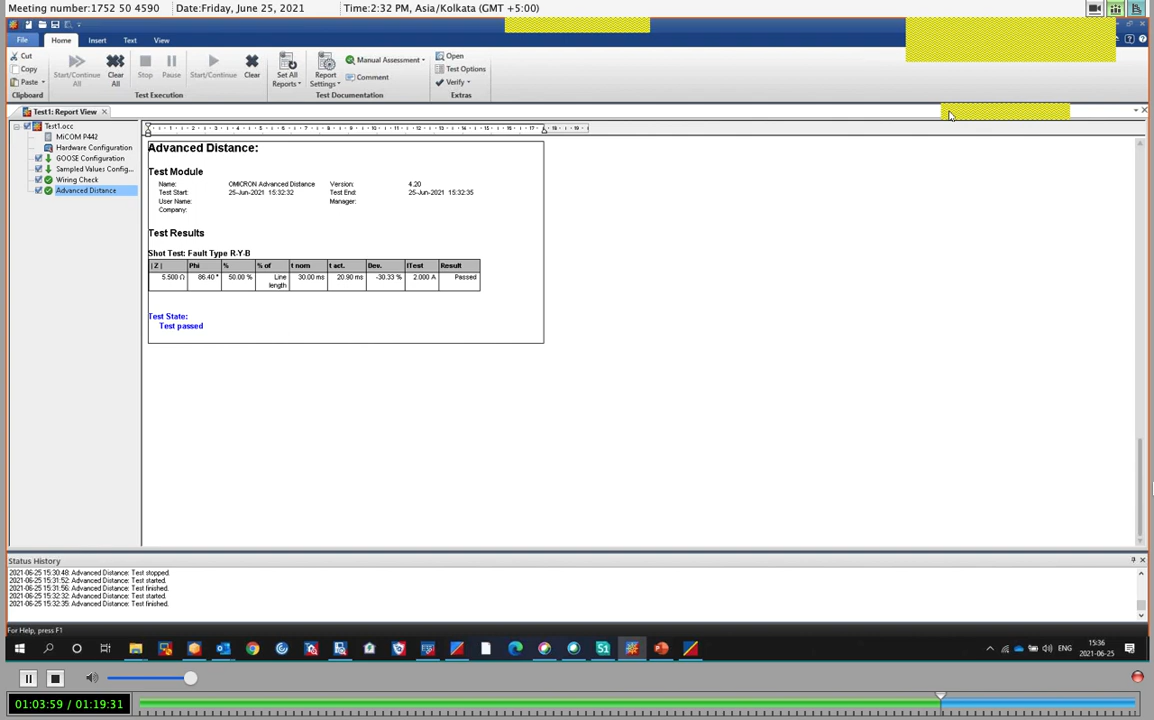 Meeting number:1752 50 4590 Date:Friday, June 25, 2021 Time:2:32 PM, Asia/Kolkata (GMT +5:00)
File Home Insert Text View
Cut
Copy
Paste
Clipboard
Start/Continue All
Clear All
Stop
Pause
Start/Continue
Clear
Test Execution
Set All Reports
Report Settings
Manual Assessment
Comment
Test Documentation
Open
Test Options
Verify
Extras
Test1: Report View
Test1.occ
MiCOM P442
Hardware Configuration
GOOSE Configuration
Sampled Values Config...
Wiring Check
Advanced Distance
Advanced Distance:
Test Module
Name: OMICRON Advanced Distance Version: 4.20
Test Start: 25-Jun-2021 15:32:32 Test End: 25-Jun-2021 15:32:35
User Name: Manager:
Company:
Test Results
Shot Test: Fault Type R-Y-B
| Z | Phi % % of t nom t act. Dev. ITest Result
5.500 Ω 86.40 ° 50.00 % Line length 30.00 ms 20.90 ms -30.33 % 2.000 A Passed
Test State:
Test passed
Status History
2021-06-25 15:30:48: Advanced Distance: Test stopped.
2021-06-25 15:31:52: Advanced Distance: Test started.
2021-06-25 15:31:56: Advanced Distance: Test finished.
2021-06-25 15:32:32: Advanced Distance: Test started.
2021-06-25 15:32:35: Advanced Distance: Test finished.
For Help, press F1
ENG
15:36
2021-06-25
01:03:59 / 01:19:31